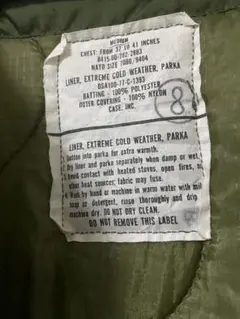 MEDIUM
CHEST: FROM 37 TO 41 INCHES
8415-00-782-2888
NATO SIZE 7080/9404
LINER, EXTREME COLD WEATHER, PARKA
DSA100-77-C-1363
BATTING - 100% POLYESTER
OUTER COVERING - 100% NYLON
CASE, INC.
8
LINER, EXTREME COLD WEATHER, PARKA
Button into parka for extra warmth.
Dry liner and parka separately when damp or wet.
Avoid contact with heated stoves, open fires, or
other heat sources; fabric may fuse.
Wash by hand or machine in warm water with mild
soap or detergent, rinse thoroughly and drip
machine dry. DO NOT DRY CLEAN.
DO NOT REMOVE THIS LABEL